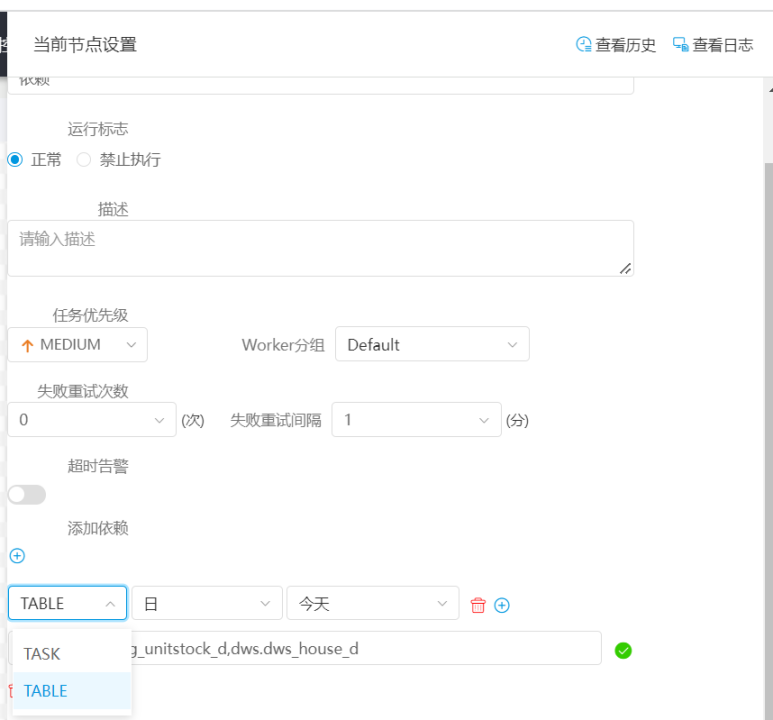 控
当前节点设置 查看历史 查看日志
依赖
运行标志
正常 禁止执行
描述
请输入描述
任务优先级
MEDIUM Worker分组 Default
失败重试次数
0 (次) 失败重试间隔 1 (分)
超时告警
添加依赖
TABLE 日 今天
g_unitstock_d,dws.dws_house_d
TASK
TABLE